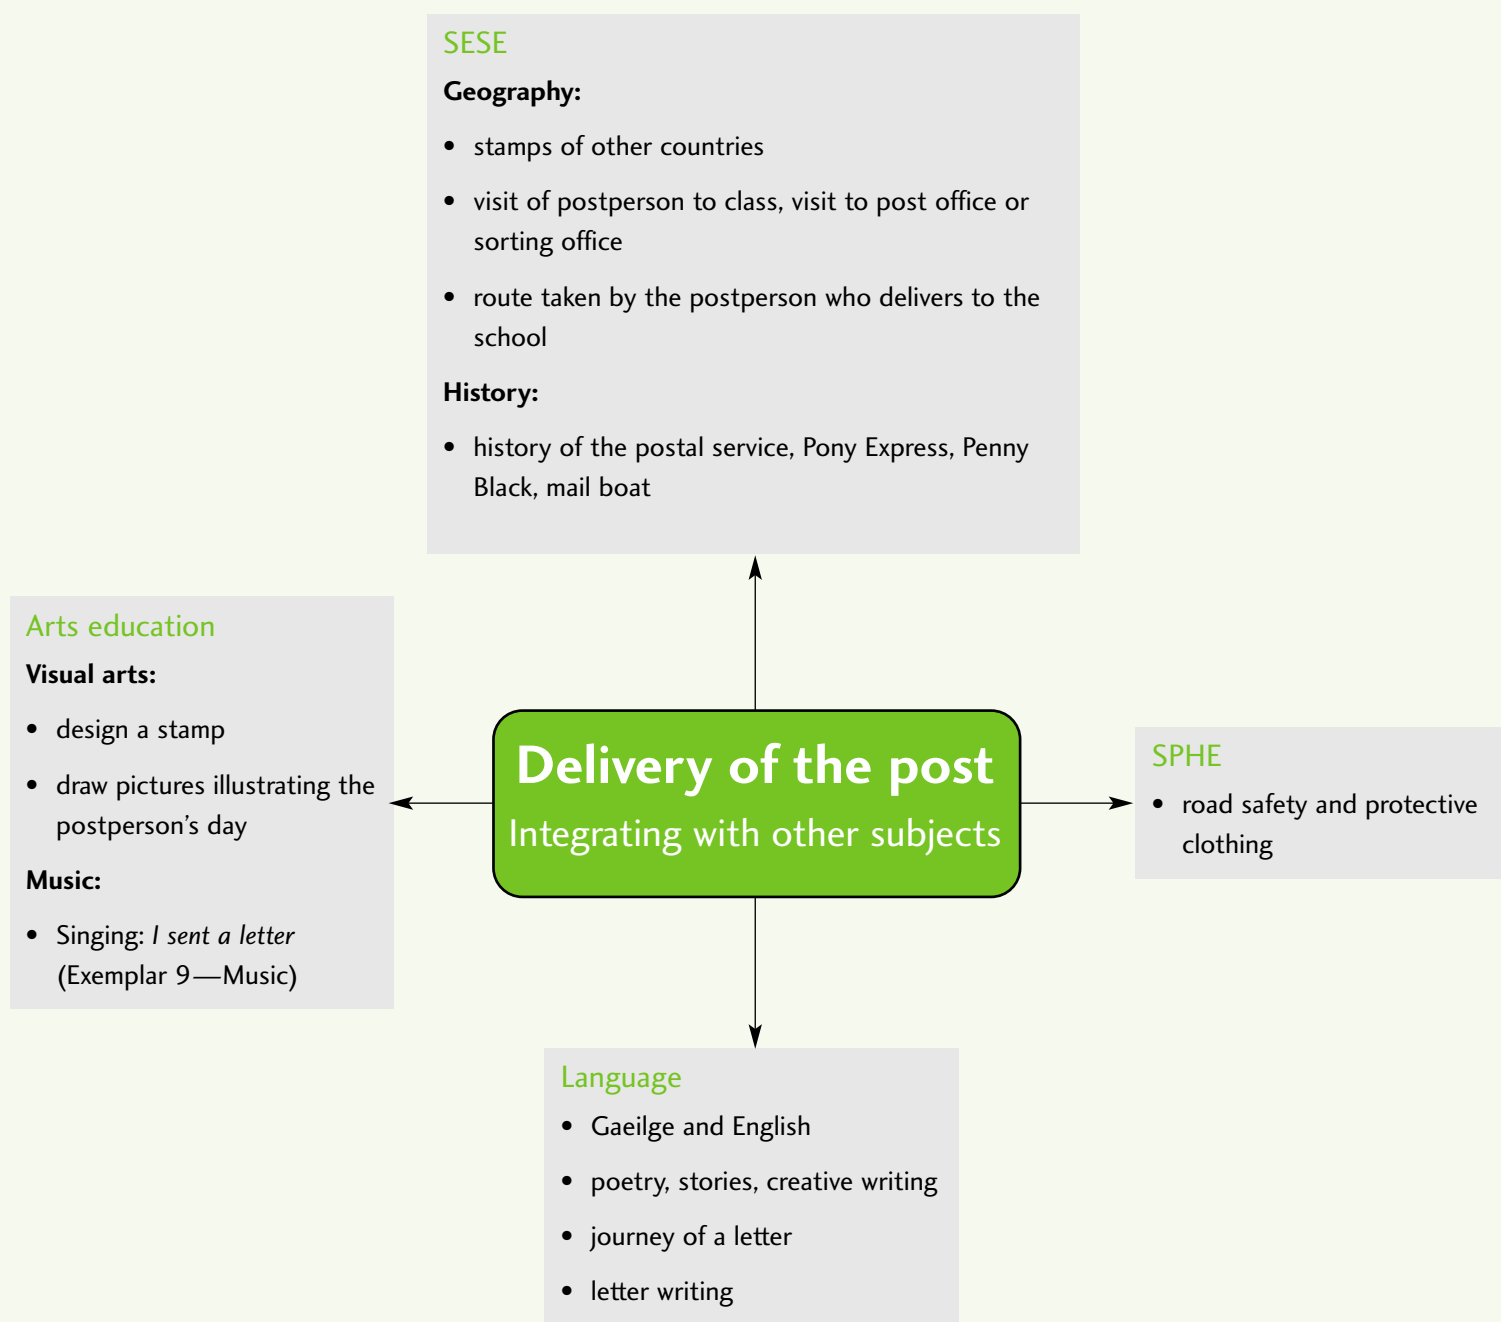 SESE
Geography:
• stamps of other countries
• visit of postperson to class, visit to post office or
sorting office
• route taken by the postperson who delivers to the
school
History:
• history of the postal service, Pony Express, Penny
Black, mail boat
Arts education
Visual arts:
• design a stamp
• draw pictures illustrating the
postperson’s day
Music:
• Singing: I sent a letter
(Exemplar 9—Music)
Delivery of the post
Integrating with other subjects
SPHE
• road safety and protective
clothing
Language
• Gaeilge and English
• poetry, stories, creative writing
• journey of a letter
• letter writing